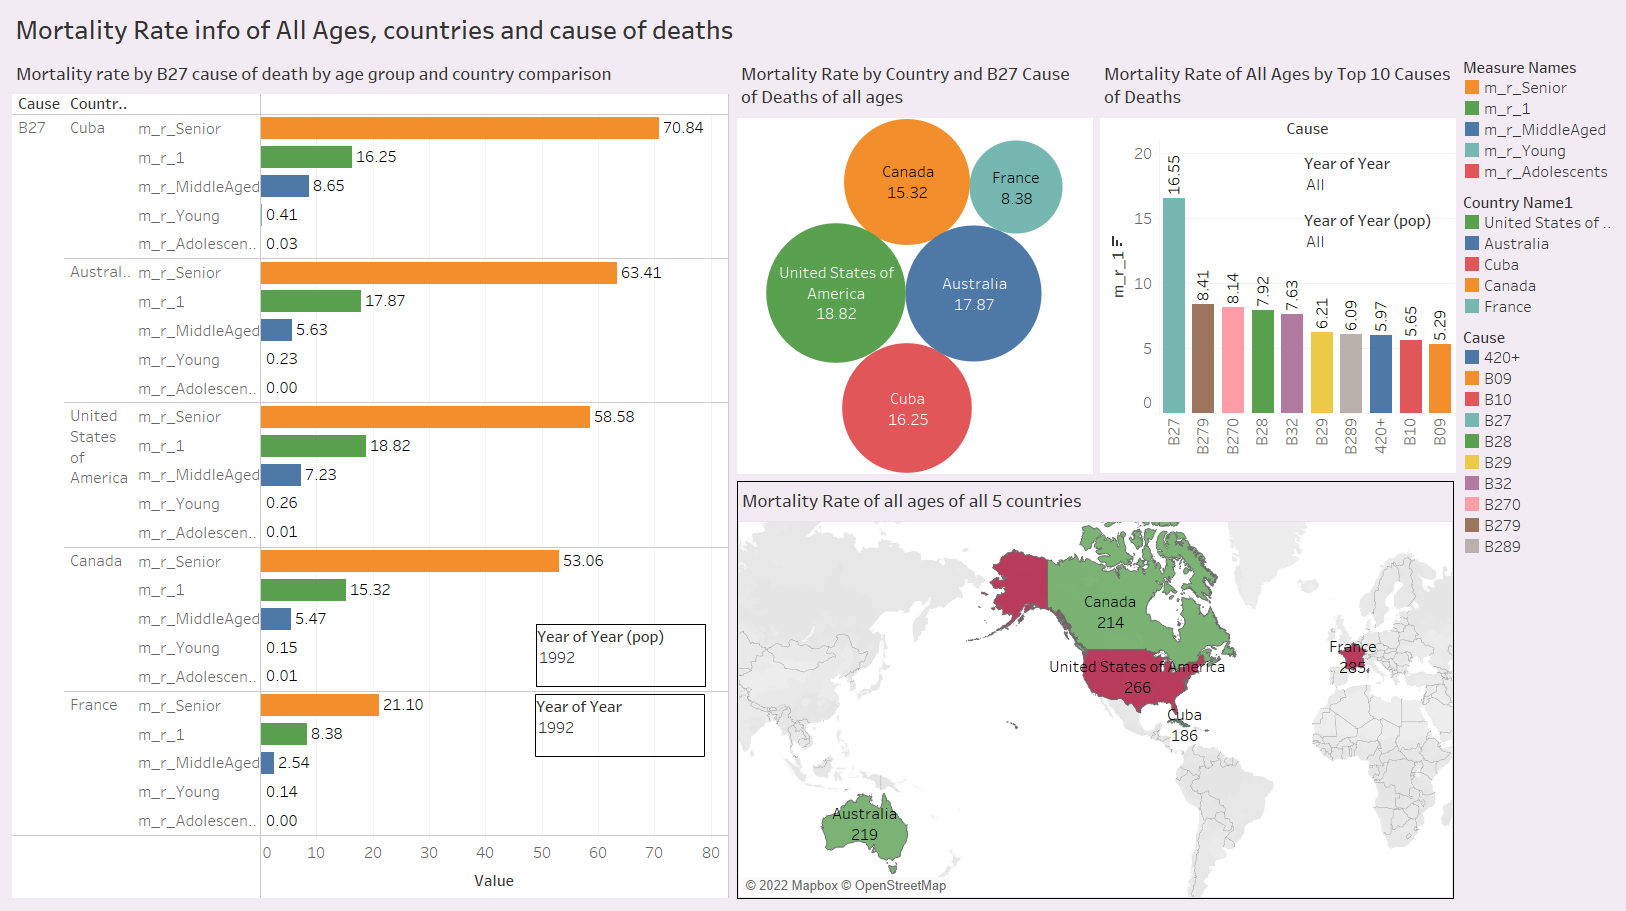 Mortality Rate info of All Ages, countries and cause of deaths
Mortality rate by B27 cause of death by age group and country comparison
Cause Countr..
B27 Cuba m_r_Senior 70.84
m_r_1 16.25
m_r_MiddleAged 8.65
m_r_Young 0.41
m_r_Adolescen.. 0.03
Austral.. m_r_Senior 63.41
m_r_1 17.87
m_r_MiddleAged 5.63
m_r_Young 0.23
m_r_Adolescen.. 0.00
United m_r_Senior 58.58
States
of m_r_1 18.82
America m_r_MiddleAged 7.23
m_r_Young 0.26
m_r_Adolescen.. 0.01
Canada m_r_Senior 53.06
m_r_1 15.32
m_r_MiddleAged 5.47
m_r_Young 0.15
m_r_Adolescen.. 0.01
France m_r_Senior 21.10
m_r_1 8.38
m_r_MiddleAged 2.54
m_r_Young 0.14
m_r_Adolescen.. 0.00
0 10 20 30 40 50 60 70 80
Value
Year of Year (pop)
1992
Year of Year
1992
Mortality Rate by Country and B27 Cause
of Deaths of all ages
Canada
15.32
France
8.38
United States of
America
18.82
Australia
17.87
Cuba
16.25
Mortality Rate of All Ages by Top 10 Causes
of Deaths
Cause
Year of Year
All
Year of Year (pop)
All
m_r_1
20
15
10
5
0
16.55
8.41
8.14
7.92
7.63
6.21
6.09
5.97
5.65
5.29
B27
B279
B270
B28
B32
B29
B289
420+
B10
B09
Mortality Rate of all ages of all 5 countries
Canada
214
United States of America
266
Cuba
186
France
285
Australia
219
© 2022 Mapbox © OpenStreetMap
Measure Names
m_r_Senior
m_r_1
m_r_MiddleAged
m_r_Young
m_r_Adolescents
Country Name1
United States of ..
Australia
Cuba
Canada
France
Cause
420+
B09
B10
B27
B28
B29
B32
B270
B279
B289